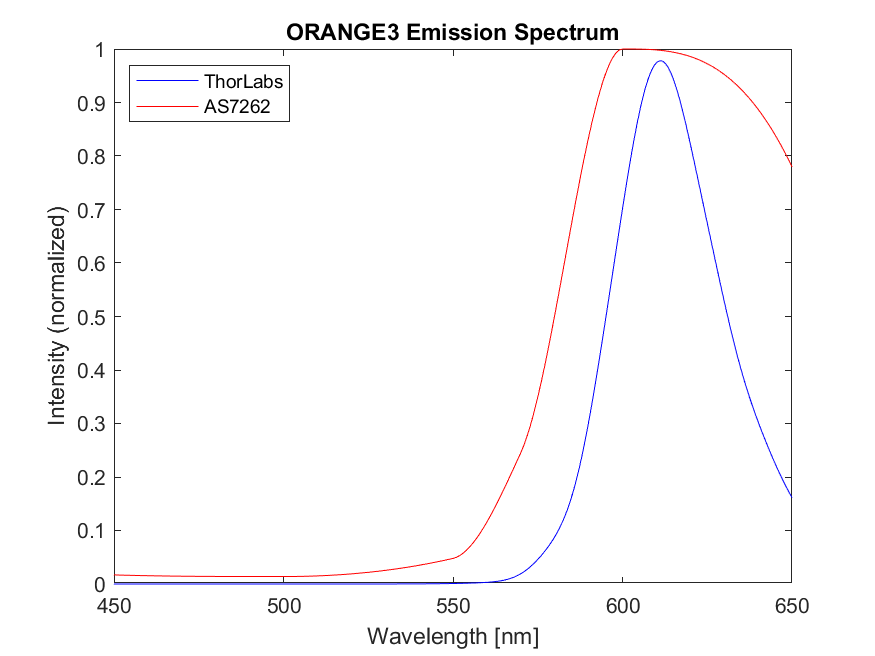 ORANGE3 Emission Spectrum
ThorLabs
AS7262
Intensity (normalized)
1
0.9
0.8
0.7
0.6
0.5
0.4
0.3
0.2
0.1
0
450 500 550 600 650
Wavelength [nm]